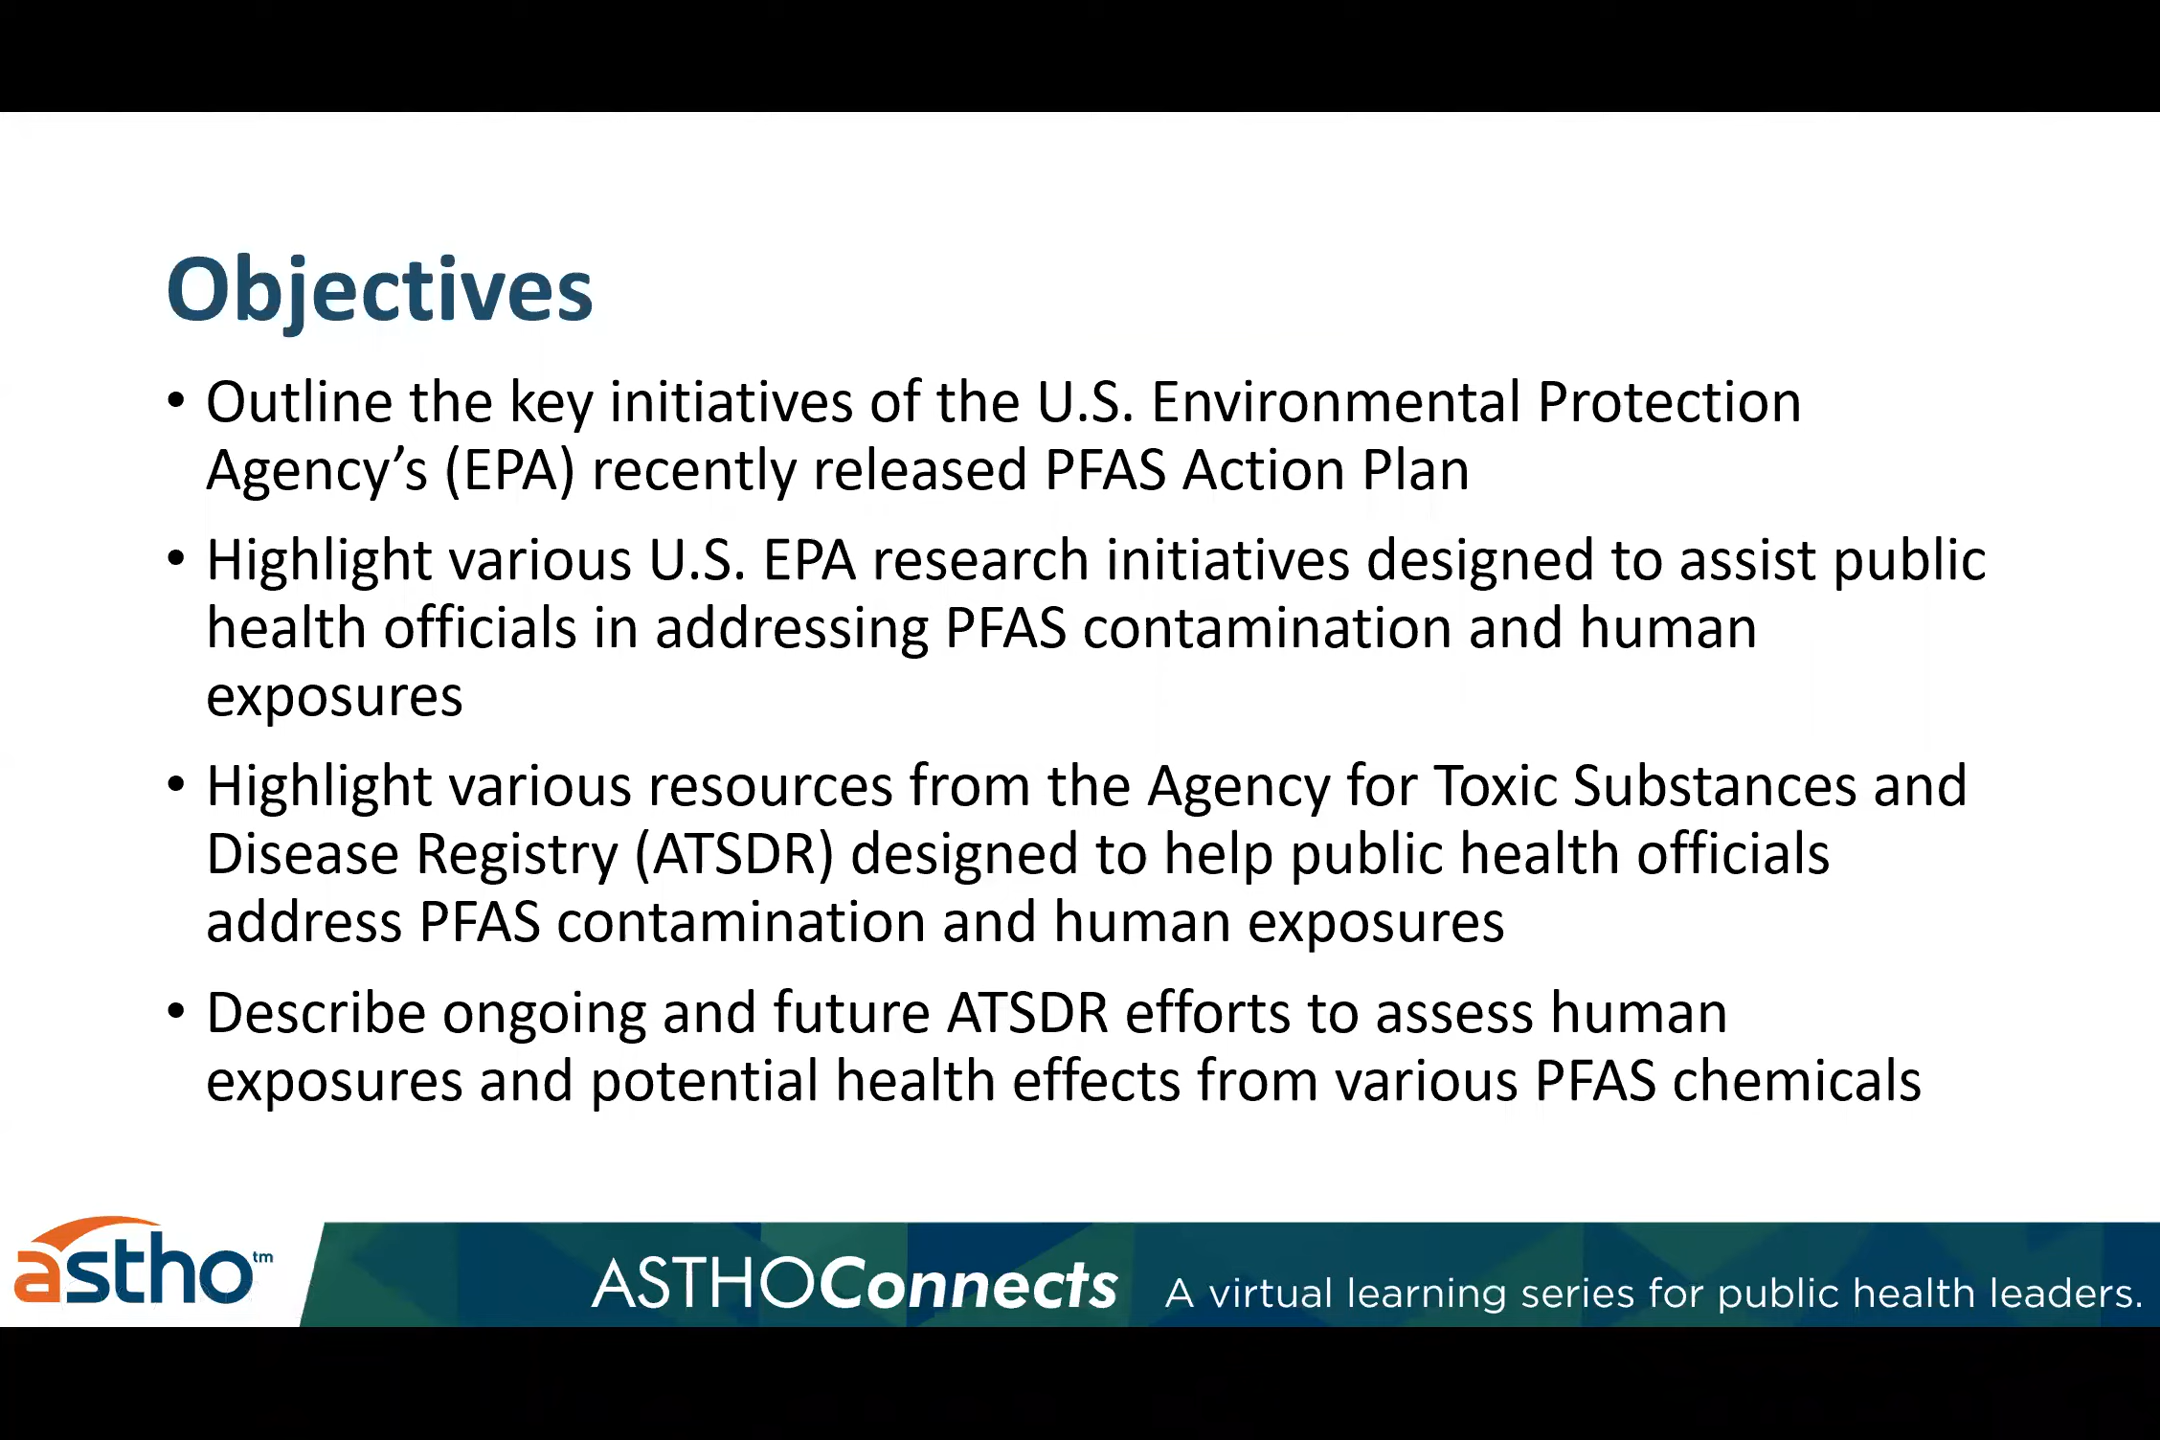 Objectives
• Outline the key initiatives of the U.S. Environmental Protection
Agency’s (EPA) recently released PFAS Action Plan
• Highlight various U.S. EPA research initiatives designed to assist public
health officials in addressing PFAS contamination and human
exposures
• Highlight various resources from the Agency for Toxic Substances and
Disease Registry (ATSDR) designed to help public health officials
address PFAS contamination and human exposures
• Describe ongoing and future ATSDR efforts to assess human
exposures and potential health effects from various PFAS chemicals
astho™
ASTHOConnects A virtual learning series for public health leaders.